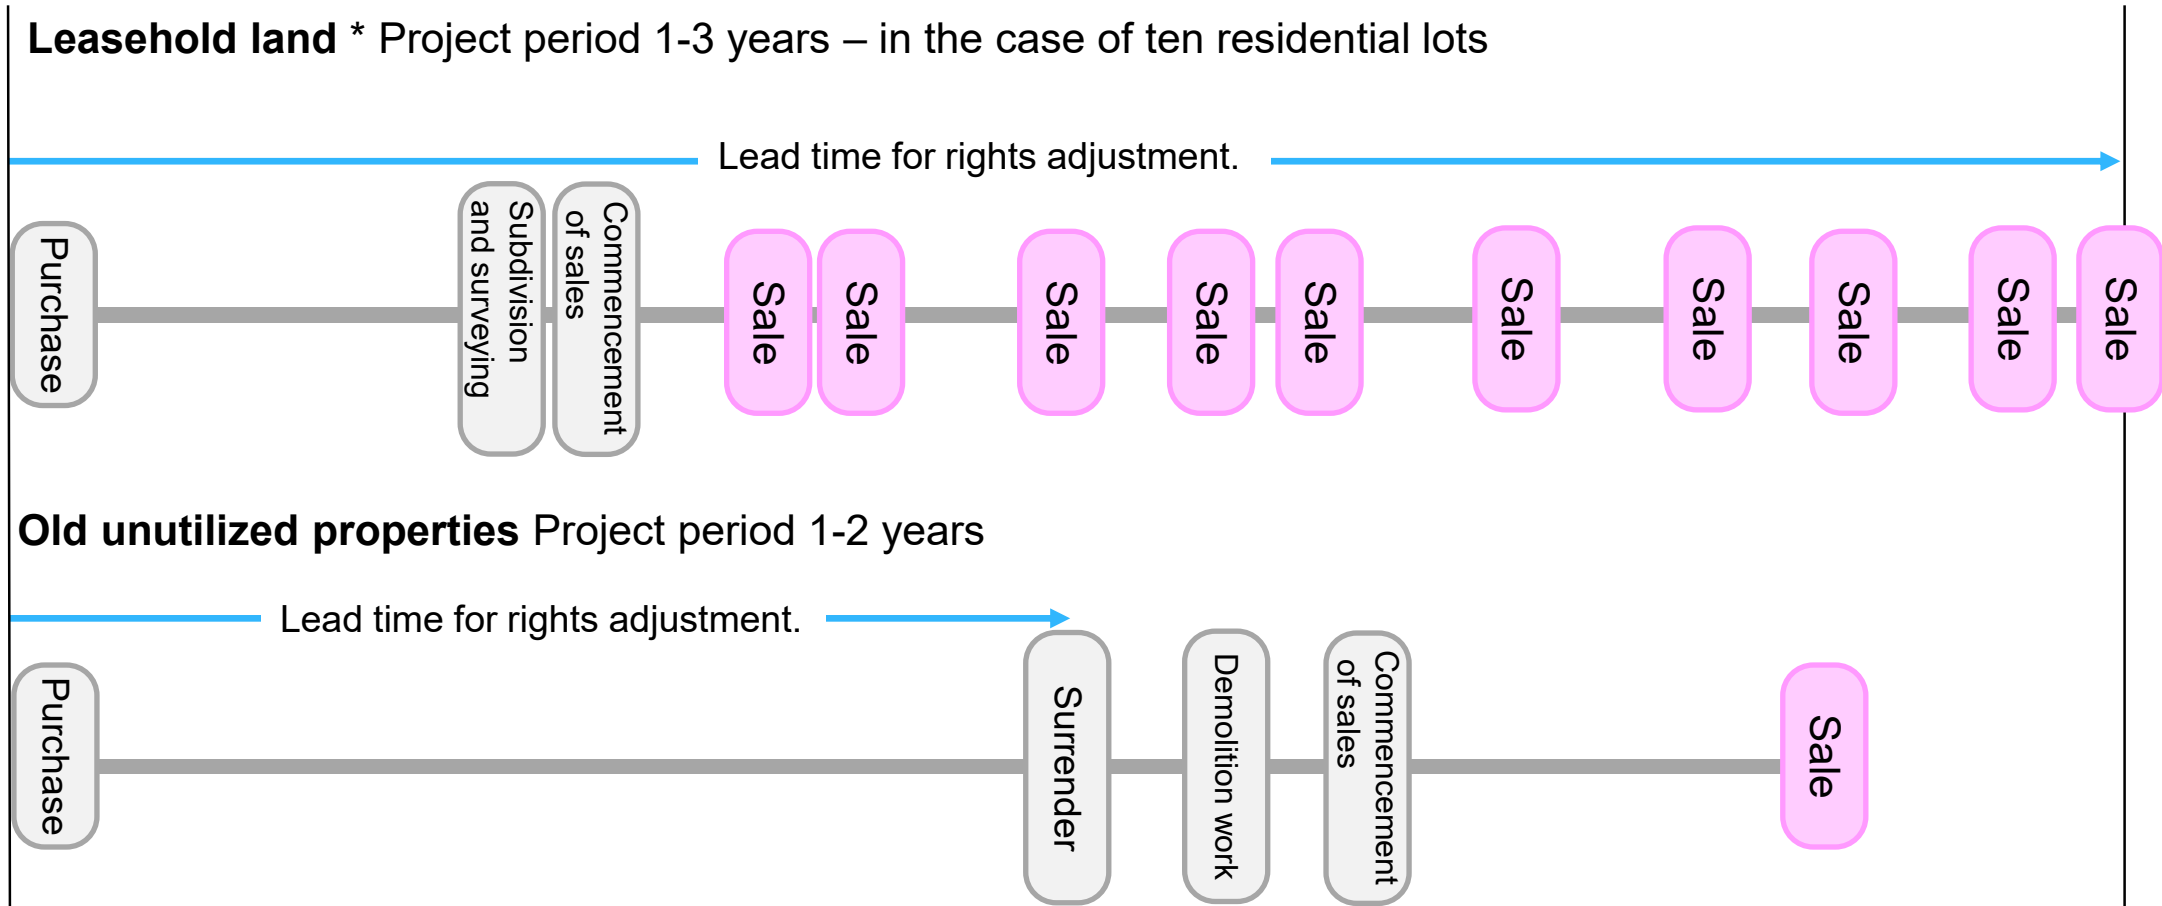 Leasehold land * Project period 1-3 years – in the case of ten residential lots
Lead time for rights adjustment.
Purchase
Subdivision
and surveying
Commencement
of sales
Sale
Sale
Sale
Sale
Sale
Sale
Sale
Sale
Sale
Sale
Old unutilized properties Project period 1-2 years
Lead time for rights adjustment.
Purchase
Surrender
Demolition work
Commencement
of sales
Sale